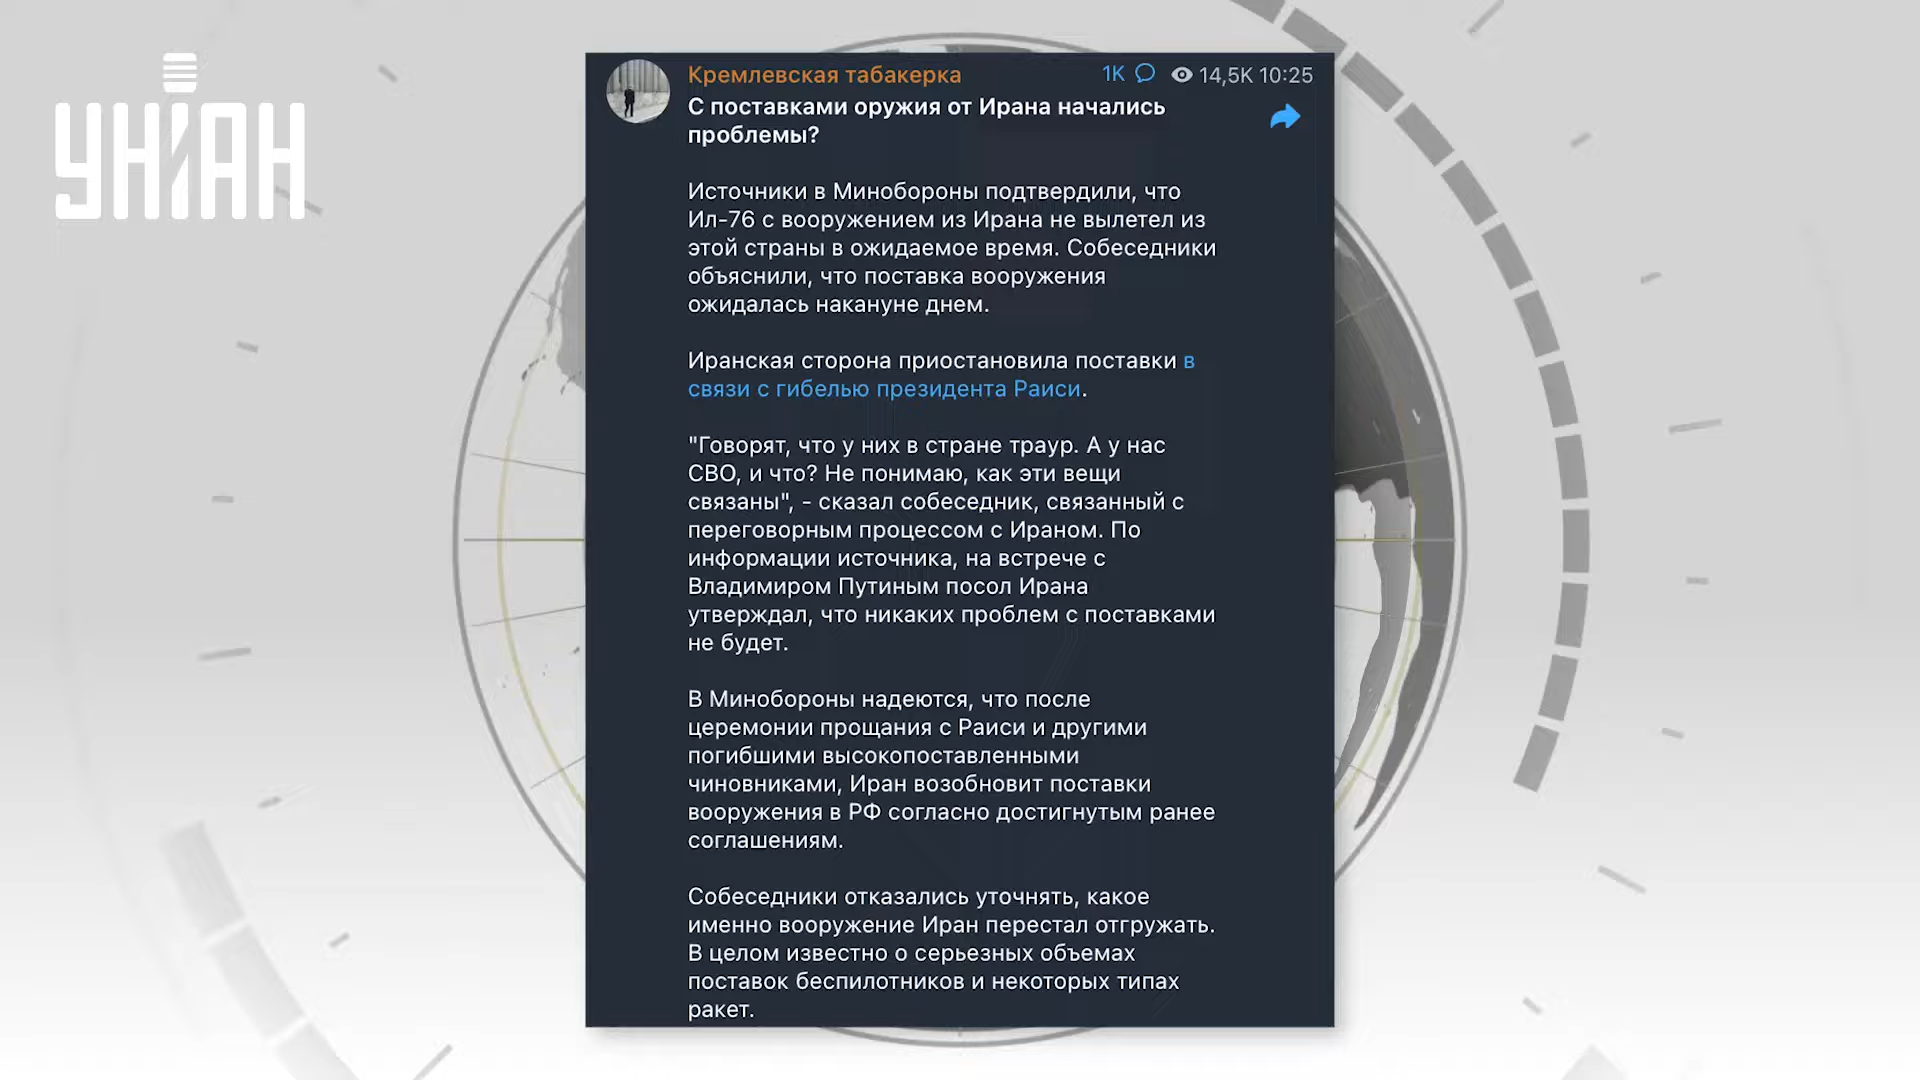 УНІАН
Кремлевская табакерка
1K 14,5K 10:25
С поставками оружия от Ирана начались
проблемы?
Источники в Минобороны подтвердили, что
Ил-76 с вооружением из Ирана не вылетел из
этой страны в ожидаемое время. Собеседники
объяснили, что поставка вооружения
ожидалась накануне днем.
Иранская сторона приостановила поставки в
связи с гибелью президента Раиси.
"Говорят, что у них в стране траур. А у нас
СВО, и что? Не понимаю, как эти вещи
связаны", - сказал собеседник, связанный с
переговорным процессом с Ираном. По
информации источника, на встрече с
Владимиром Путиным посол Ирана
утверждал, что никаких проблем с поставками
не будет.
В Минобороны надеются, что после
церемонии прощания с Раиси и другими
погибшими высокопоставленными
чиновниками, Иран возобновит поставки
вооружения в РФ согласно достигнутым ранее
соглашениям.
Собеседники отказались уточнять, какое
именно вооружение Иран перестал отгружать.
В целом известно о серьезных объемах
поставок беспилотников и некоторых типах
ракет.